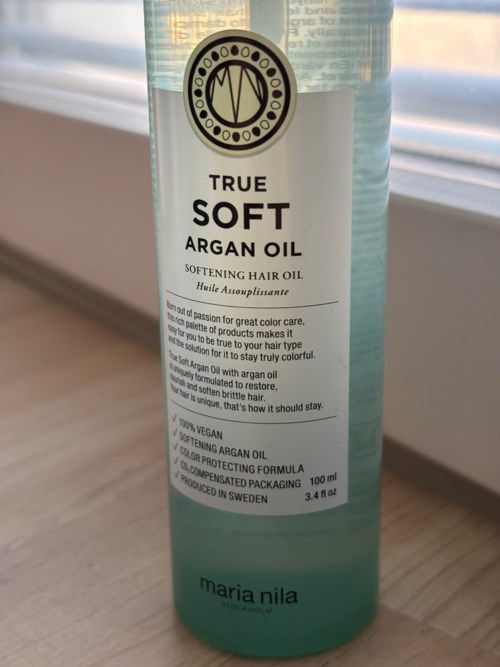 TRUE
SOFT
ARGAN OIL
SOFTENING HAIR OIL
Huile Assouplissante
Born out of passion for great color care,
this rich palette of products makes it
easy for you to be true to your hair type
and the solution for it to stay truly colorful.
True Soft Argan Oil with argan oil
is uniquely formulated to restore,
nourish and soften brittle hair.
Your hair is unique, that's how it should stay.
✓ 100% VEGAN
✓ SOFTENING ARGAN OIL
✓ COLOR PROTECTING FORMULA
✓ CO₂COMPENSATED PACKAGING 100 ml
✓ PRODUCED IN SWEDEN 3.4 fl oz
maria nila
STOCKHOLM